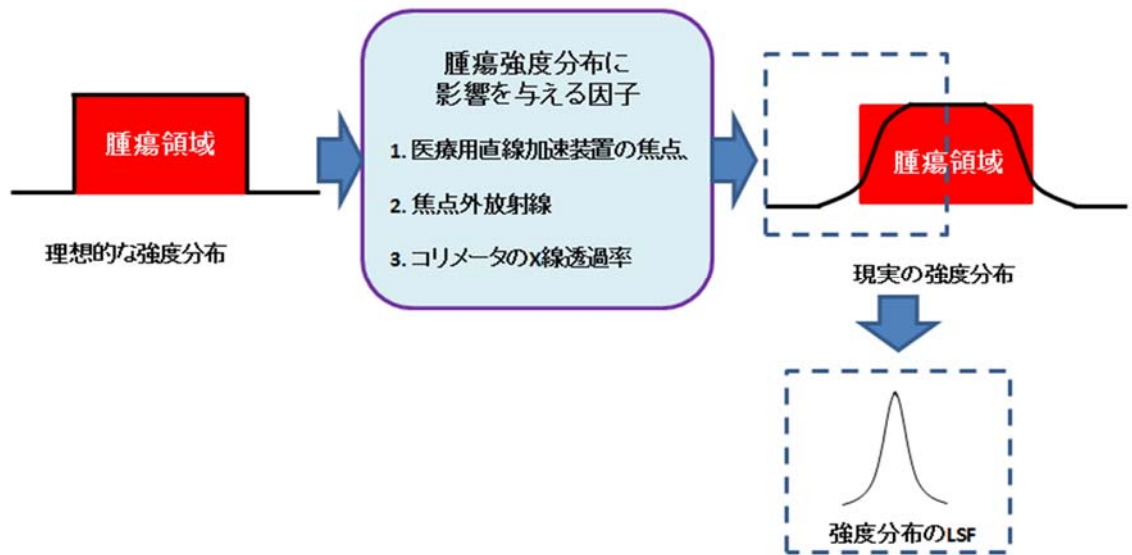 腫瘍領域
理想的な強度分布
腫瘍強度分布に
影響を与える因子
1. 医療用直線加速装置の焦点、
2. 焦点外放射線
3. コリメータのX線透過率
腫瘍領域
現実の強度分布
強度分布のLSF